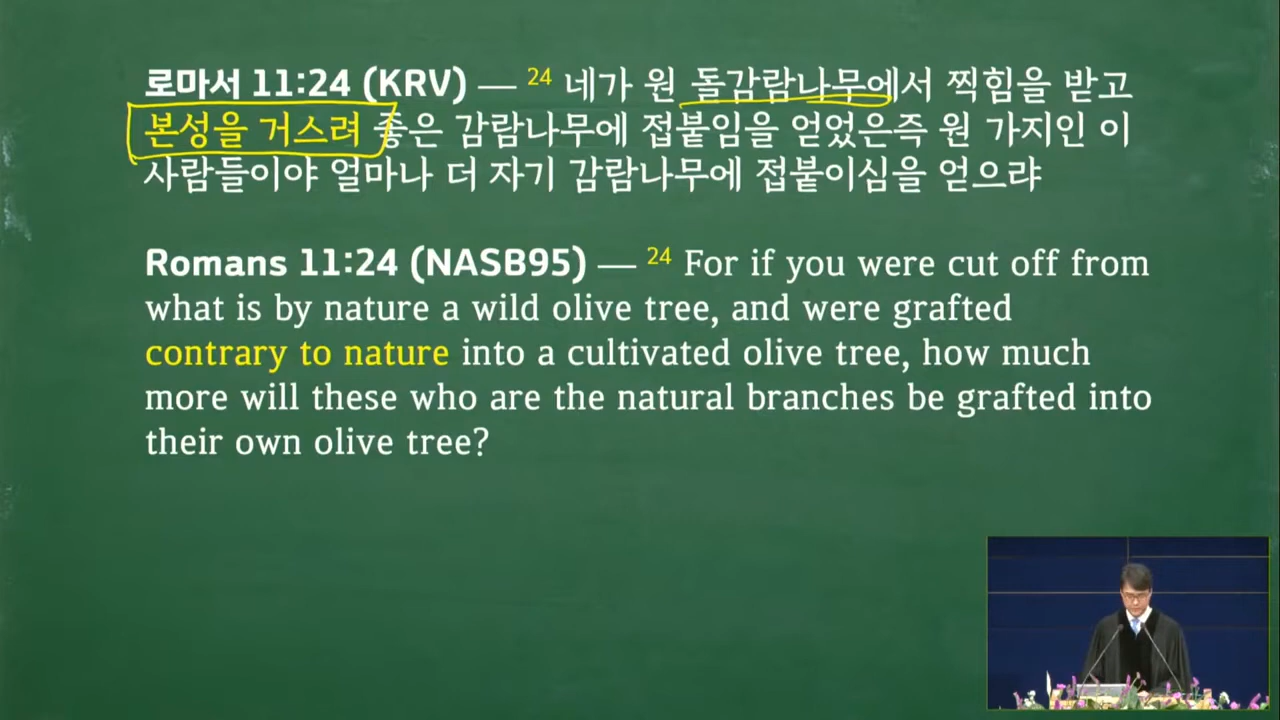 로마서 11:24 (KRV) — 24 네가 원 돌감람나무에서 찍힘을 받고
본성을 거스려 좋은 감람나무에 접붙임을 얻었은즉 원 가지인 이
사람들이야 얼마나 더 자기 감람나무에 접붙이심을 얻으랴
Romans 11:24 (NASB95) — 24 For if you were cut off from
what is by nature a wild olive tree, and were grafted
contrary to nature into a cultivated olive tree, how much
more will these who are the natural branches be grafted into
their own olive tree?